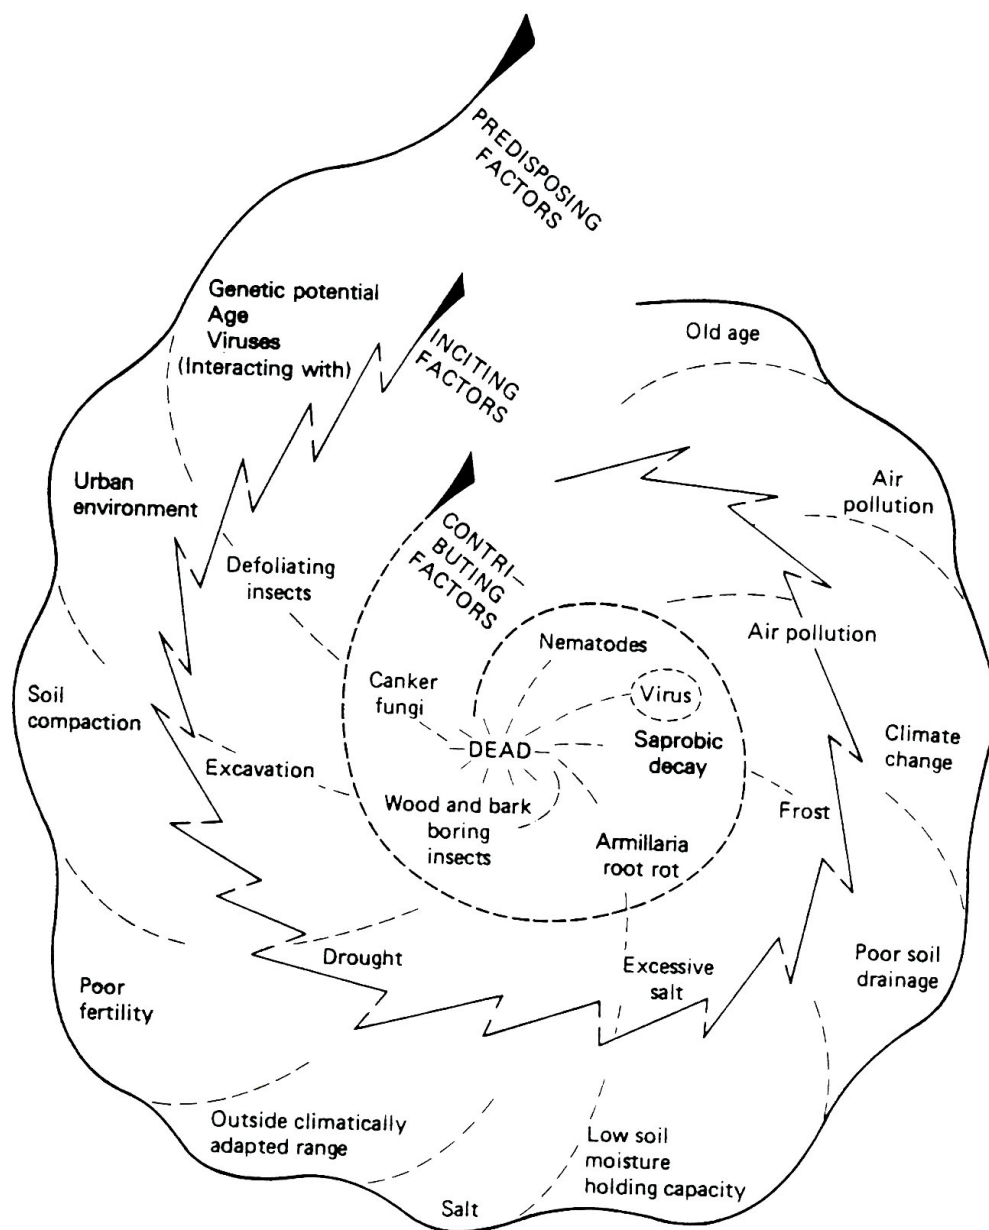 PREDISPOSING
FACTORS
Genetic potential
Age
Viruses
(Interacting with)
INCITING
FACTORS
Old age
Urban
environment
Air
pollution
CONTRI-
BUTING
FACTORS
Defoliating
insects
Nematodes
Air pollution
Canker
fungi
Virus
Soil
compaction
DEAD
Saprobic
decay
Climate
change
Excavation
Wood and bark
boring
insects
Frost
Armillaria
root rot
Drought
Excessive
salt
Poor soil
drainage
Poor
fertility
Outside climatically
adapted range
Low soil
moisture
holding capacity
Salt